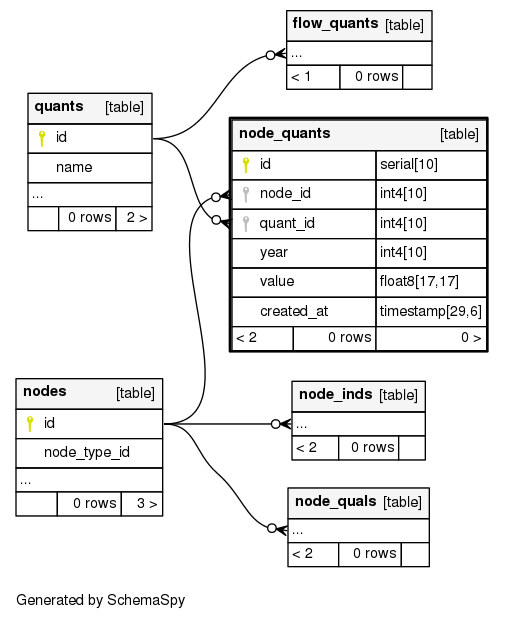 flow_quants [table]
...
< 1 0 rows
quants [table]
id
name
...
0 rows 2 >
node_quants [table]
id serial[10]
node_id int4[10]
quant_id int4[10]
year int4[10]
value float8[17,17]
created_at timestamp[29,6]
< 2 0 rows 0 >
nodes [table]
id
node_type_id
...
0 rows 3 >
node_inds [table]
...
< 2 0 rows
node_quals [table]
...
< 2 0 rows
Generated by SchemaSpy